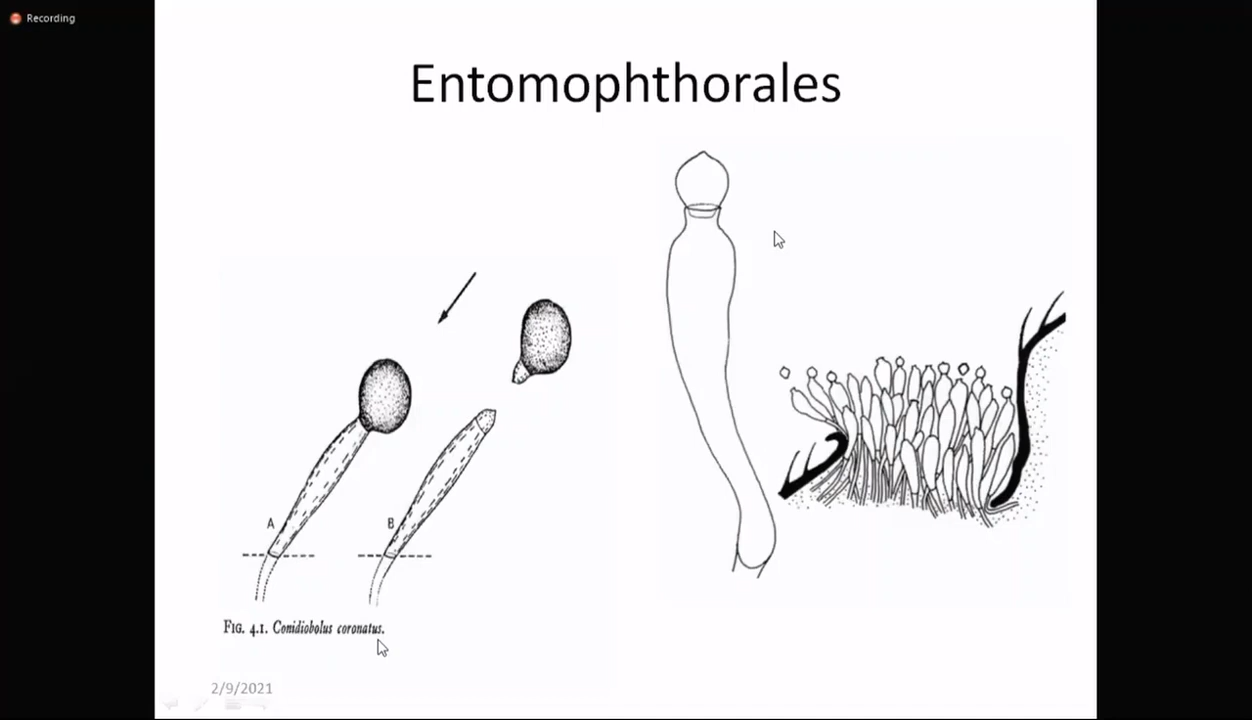 Recording
Entomophthorales
A
B
FIG. 4.1. Conidiobolus coronatus.
2/9/2021